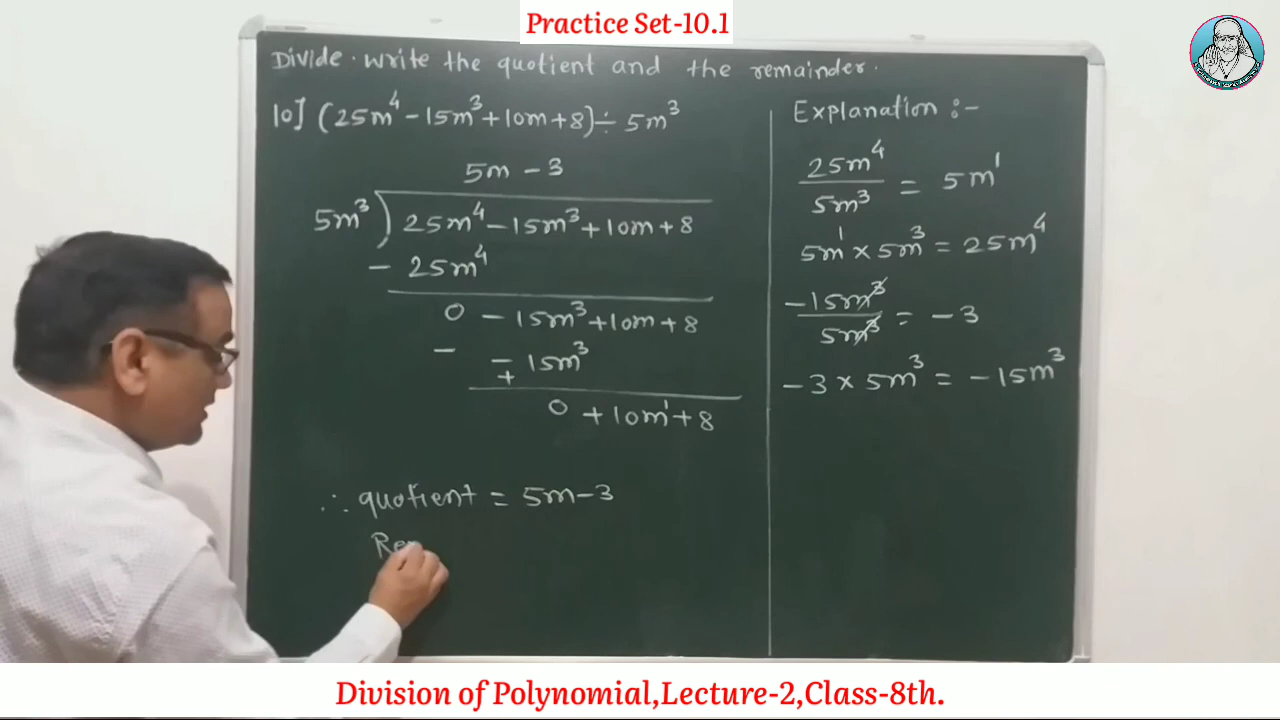 Practice Set-10.1
Divide. write the quotient and the remainder.
10] (25m⁴ - 15m³ + 10m + 8) ÷ 5m³
5m - 3
5m³ ) 25m⁴ - 15m³ + 10m + 8
- 25m⁴
0 - 15m³ + 10m + 8
- - 15m³
+
0 + 10m¹ + 8
∴ quotient = 5m - 3
Re
Explanation :-
25m⁴
5m³ = 5m¹
5m¹ × 5m³ = 25m⁴
-15m³
5m³ = -3
-3 × 5m³ = -15m³
Division of Polynomial,Lecture-2,Class-8th.